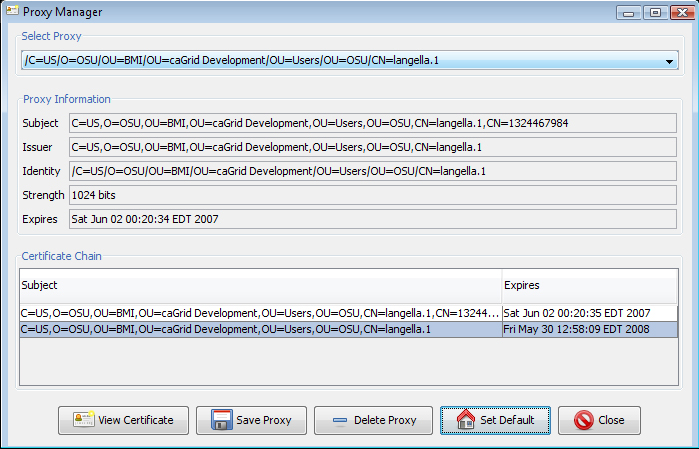 Proxy Manager
Select Proxy
/C=US/O=OSU/OU=BMI/OU=caGrid Development/OU=Users/OU=OSU/CN=langella.1
Proxy Information
Subject C=US,O=OSU,OU=BMI,OU=caGrid Development,OU=Users,OU=OSU,CN=langella.1,CN=1324467984
Issuer C=US,O=OSU,OU=BMI,OU=caGrid Development,OU=Users,OU=OSU,CN=langella.1
Identity /C=US/O=OSU/OU=BMI/OU=caGrid Development/OU=Users/OU=OSU/CN=langella.1
Strength 1024 bits
Expires Sat Jun 02 00:20:34 EDT 2007
Certificate Chain
Subject Expires
C=US,O=OSU,OU=BMI,OU=caGrid Development,OU=Users,OU=OSU,CN=langella.1,CN=13244... Sat Jun 02 00:20:35 EDT 2007
C=US,O=OSU,OU=BMI,OU=caGrid Development,OU=Users,OU=OSU,CN=langella.1 Fri May 30 12:58:09 EDT 2008
View Certificate Save Proxy Delete Proxy Set Default Close